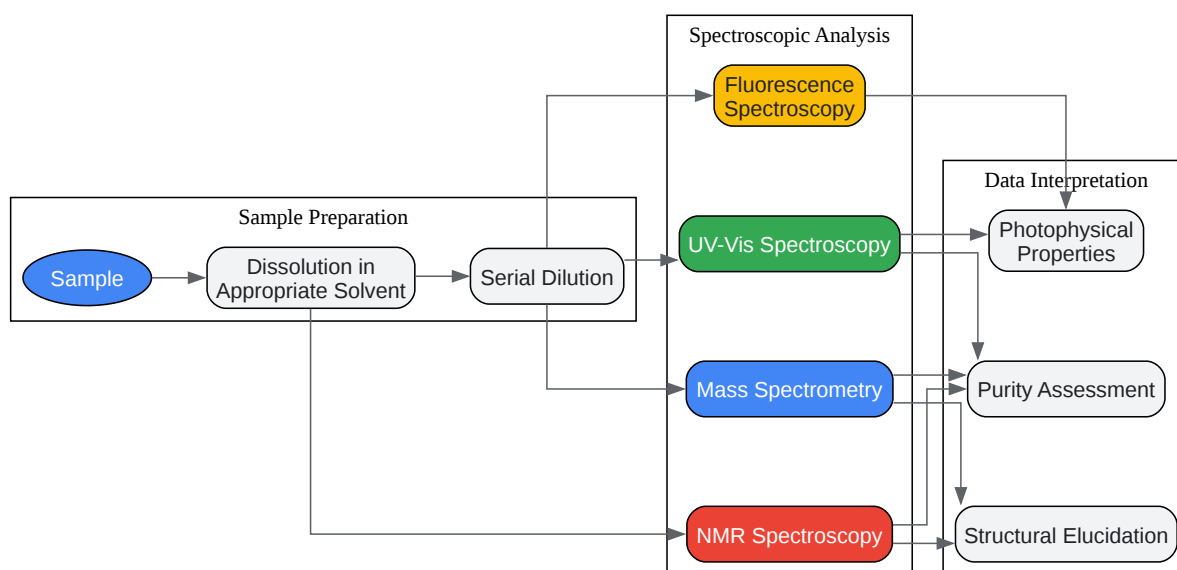 Spectroscopic Analysis
Fluorescence
Spectroscopy
Data Interpretation
Sample Preparation
Photophysical
Properties
UV-Vis Spectroscopy
Sample
Dissolution in
Appropriate Solvent
Serial Dilution
Mass Spectrometry
Purity Assessment
NMR Spectroscopy
Structural Elucidation